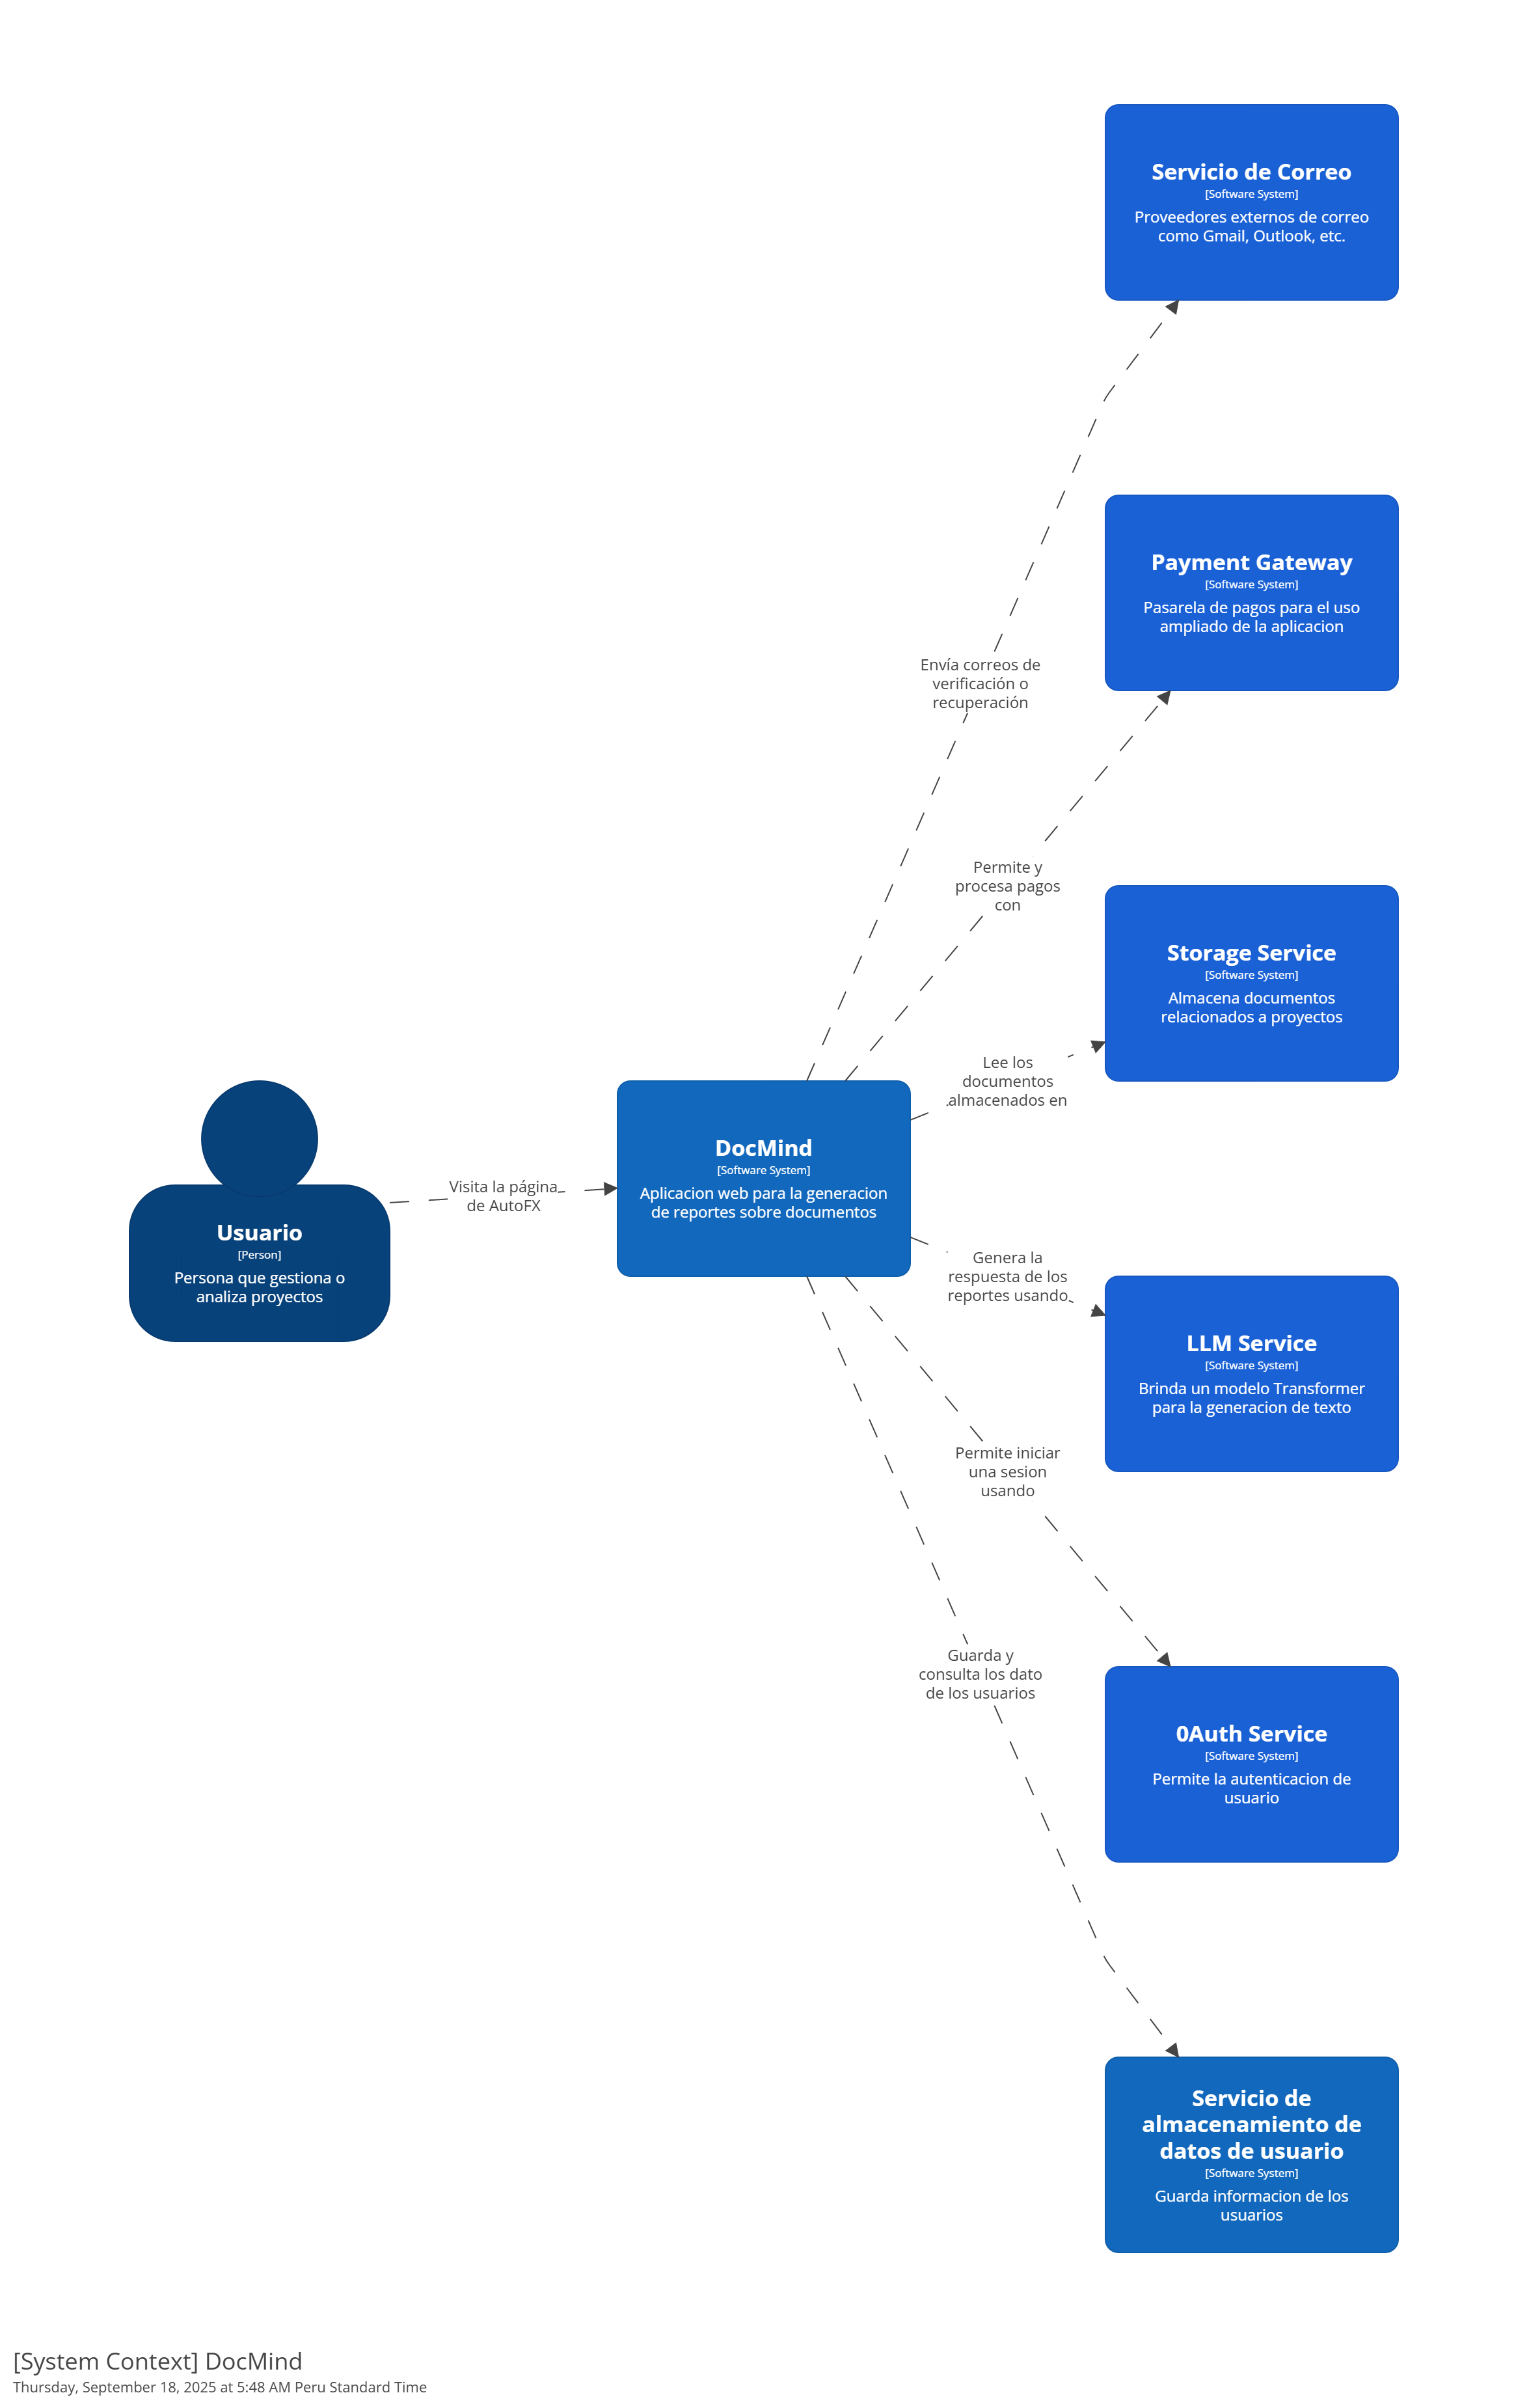 Servicio de Correo
[Software System]
Proveedores externos de correo
como Gmail, Outlook, etc.
Payment Gateway
[Software System]
Pasarela de pagos para el uso
ampliado de la aplicacion
Envía correos de
verificación o
recuperación
Permite y
procesa pagos
con
Storage Service
[Software System]
Almacena documentos
relacionados a proyectos
Lee los
documentos
almacenados en
DocMind
[Software System]
Aplicacion web para la generacion
de reportes sobre documentos
Visita la página
de AutoFX
Usuario
[Person]
Persona que gestiona o
analiza proyectos
Genera la
respuesta de los
reportes usando
LLM Service
[Software System]
Brinda un modelo Transformer
para la generacion de texto
Permite iniciar
una sesion
usando
Guarda y
consulta los dato
de los usuarios
0Auth Service
[Software System]
Permite la autenticacion de
usuario
Servicio de
almacenamiento de
datos de usuario
[Software System]
Guarda informacion de los
usuarios
[System Context] DocMind
Thursday, September 18, 2025 at 5:48 AM Peru Standard Time